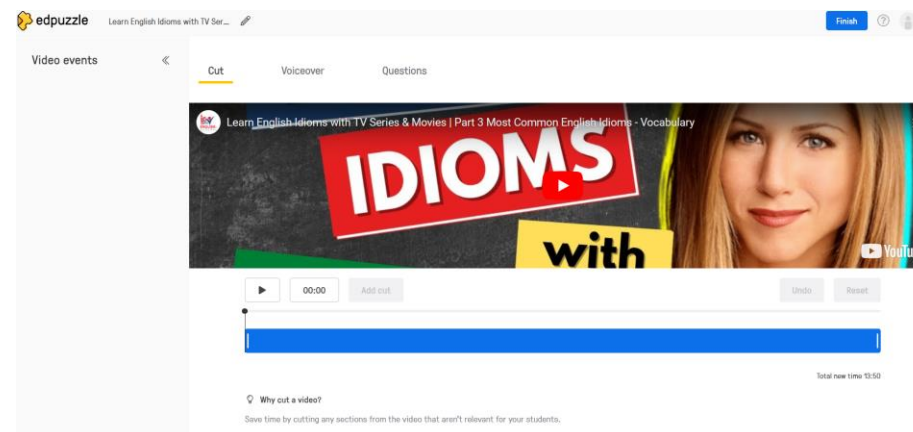 edpuzzle
Learn English Idioms with TV Ser...
Finish
?
Video events
«
Cut
Voiceover
Questions
Learn English Idioms with TV Series & Movies | Part 3 Most Common English Idioms - Vocabulary
IDIOMS
with
YouTu
00:00
Add cut
Undo
Reset
Total new time 13:50
Why cut a video?
Save time by cutting any sections from the video that aren't relevant for your students.